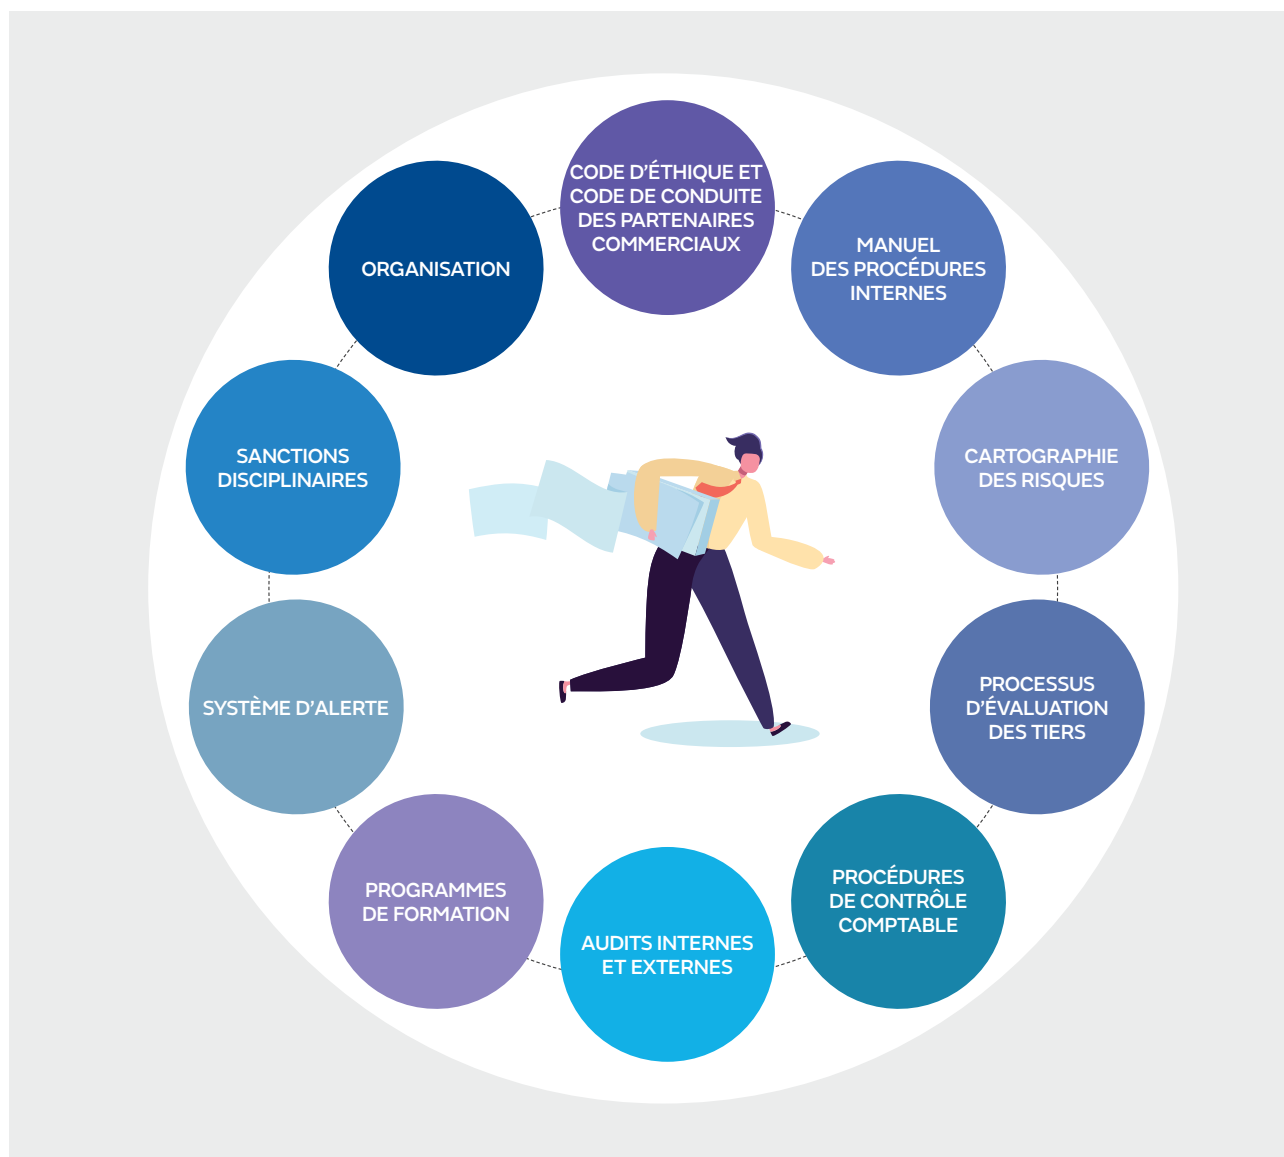 CODE D’ÉTHIQUE ET
CODE DE CONDUITE
DES PARTENAIRES
COMMERCIAUX
MANUEL
DES PROCÉDURES
INTERNES
CARTOGRAPHIE
DES RISQUES
PROCESSUS
D’ÉVALUATION
DES TIERS
PROCÉDURES
DE CONTRÔLE
COMPTABLE
AUDITS INTERNES
ET EXTERNES
PROGRAMMES
DE FORMATION
SYSTÈME D’ALERTE
SANCTIONS
DISCIPLINAIRES
ORGANISATION